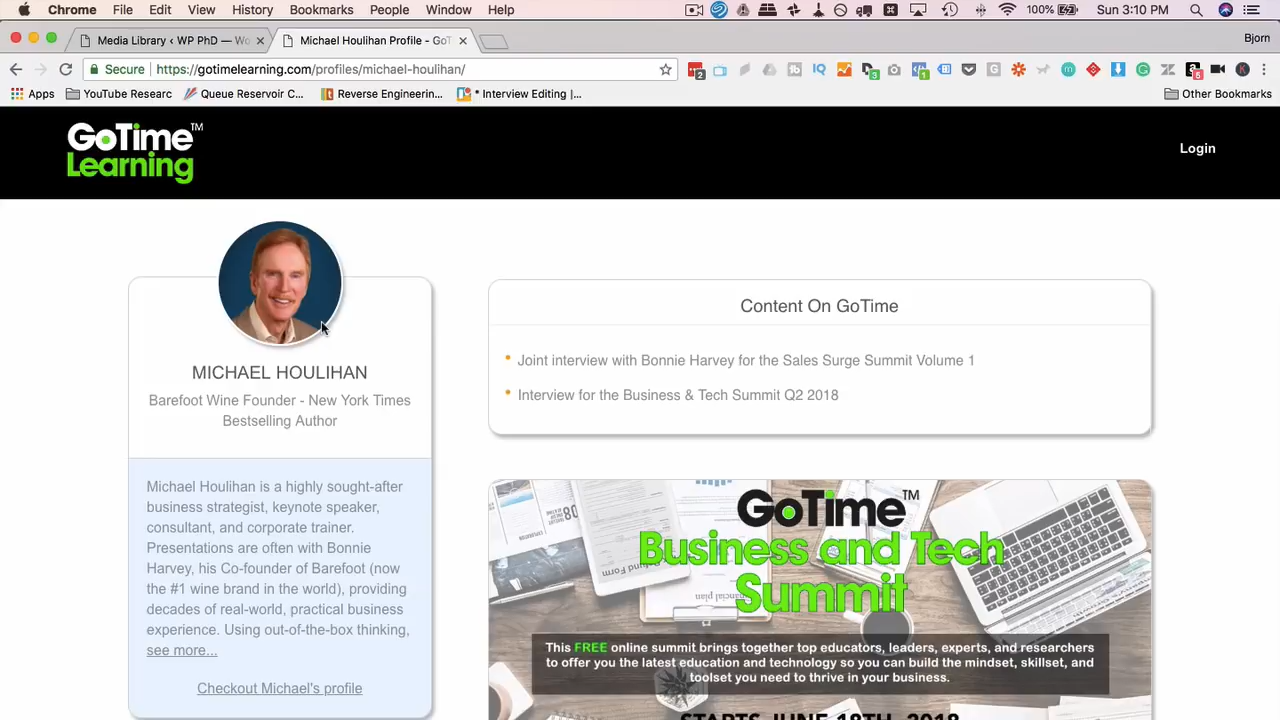 Chrome File Edit View History Bookmarks People Window Help 100% Sun 3:10 PM
Media Library ‹ WP PhD — Wo
Michael Houlihan Profile - GoT
Bjorn
Secure https://gotimelearning.com/profiles/michael-houlihan/
Apps YouTube Researc Queue Reservoir C... Reverse Engineerin... * Interview Editing |... Other Bookmarks
GoTime™
Learning
Login
MICHAEL HOULIHAN
Barefoot Wine Founder - New York Times
Bestselling Author
Michael Houlihan is a highly sought-after
business strategist, keynote speaker,
consultant, and corporate trainer.
Presentations are often with Bonnie
Harvey, his Co-founder of Barefoot (now
the #1 wine brand in the world), providing
decades of real-world, practical business
experience. Using out-of-the-box thinking,
see more...
Checkout Michael's profile
Content On GoTime
Joint interview with Bonnie Harvey for the Sales Surge Summit Volume 1
Interview for the Business & Tech Summit Q2 2018
GoTime™
Business and Tech
Summit
This FREE online summit brings together top educators, leaders, experts, and researchers
to offer you the latest education and technology so you can build the mindset, skillset, and
toolset you need to thrive in your business.
STARTS JUNE 18TH, 2018